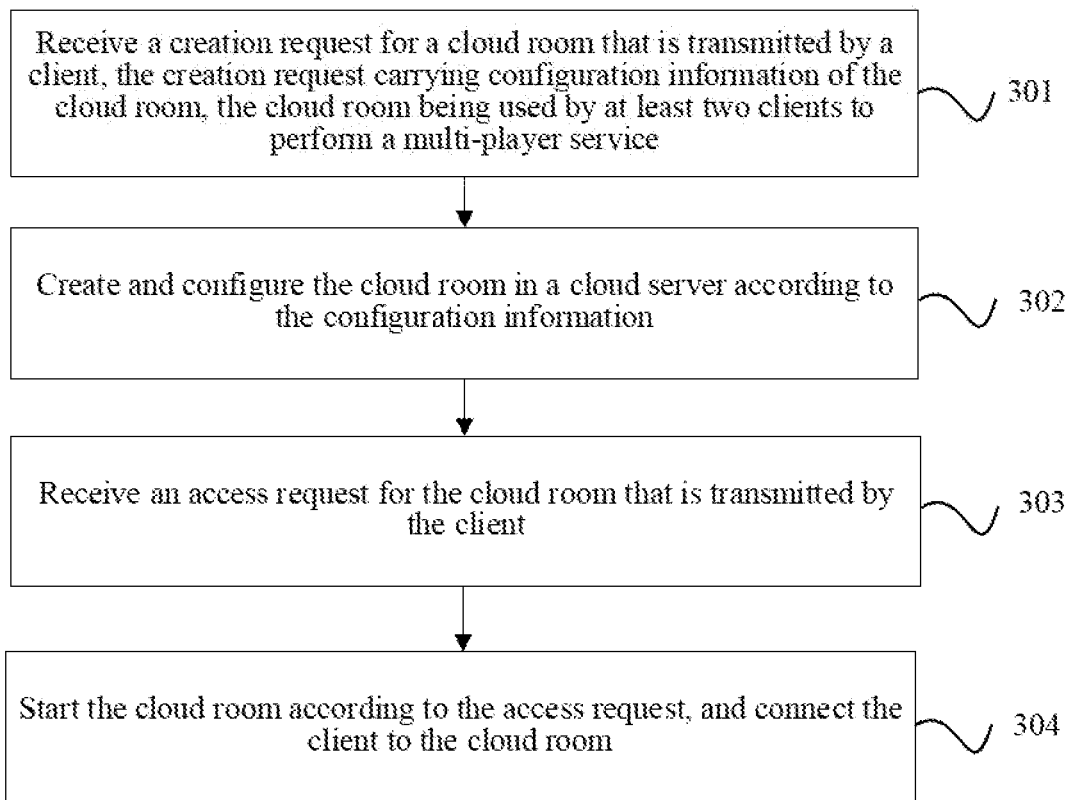 Receive a creation request for a cloud room that is transmitted by a
client, the creation request carrying configuration information of the
cloud room, the cloud room being used by at least two clients to
perform a multi-player service
301
Create and configure the cloud room in a cloud server according to
the configuration information
302
Receive an access request for the cloud room that is transmitted by
the client
303
Start the cloud room according to the access request, and connect the
client to the cloud room
304